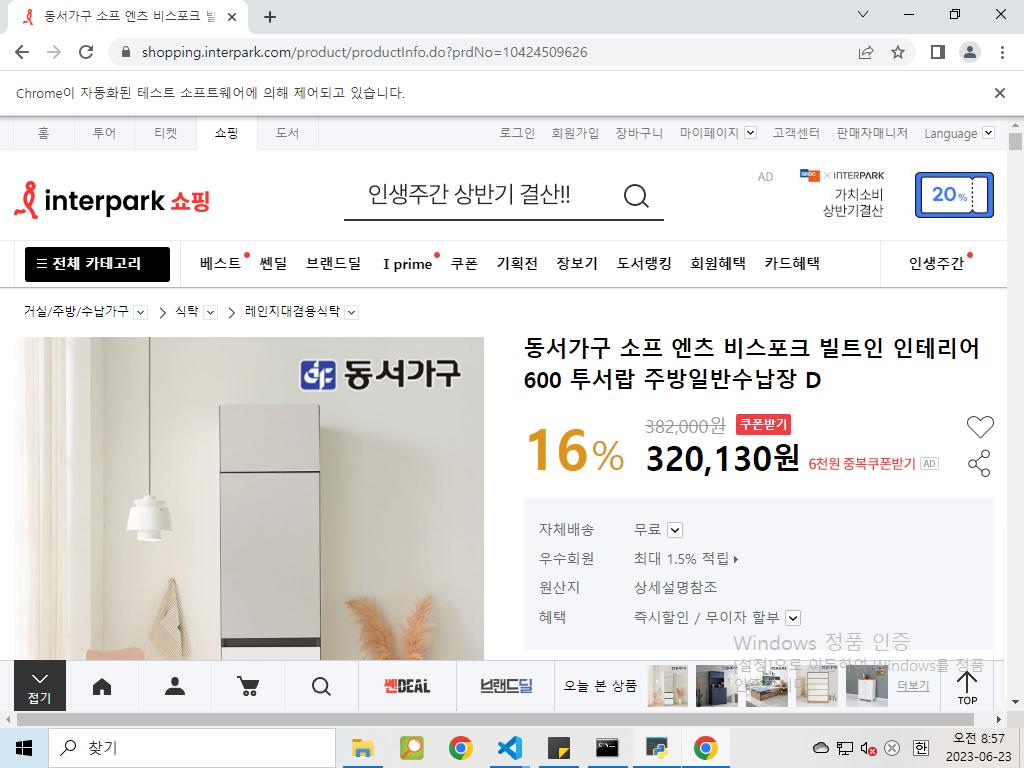 동서가구 소프 엔츠 비스포크 빌
shopping.interpark.com/product/productInfo.do?prdNo=10424509626
Chrome이 자동화된 테스트 소프트웨어에 의해 제어되고 있습니다.
홈 투어 티켓 쇼핑 도서 로그인 회원가입 장바구니 마이페이지 고객센터 판매자매니저 Language
interpark 쇼핑
인생주간 상반기 결산!!
AD
SBDC × INTERPARK
가치소비
상반기결산
20%
전체 카테고리 베스트 쎈딜 브랜드딜 I prime 쿠폰 기획전 장보기 도서랭킹 회원혜택 카드혜택 인생주간
거실/주방/수납가구 > 식탁 > 레인지대겸용식탁
동서가구
동서가구 소프 엔츠 비스포크 빌트인 인테리어
600 투서랍 주방일반수납장 D
16%
382,000원 쿠폰받기
320,130원 6천원 중복쿠폰받기 AD
자체배송 무료
우수회원 최대 1.5% 적립
원산지 상세설명참조
혜택 즉시할인 / 무이자 할부
Windows 정품 인증
[설정]으로 이동하여 Windows를 정품
접기
쎈DEAL
브랜드딜
오늘 본 상품
더보기
TOP
찾기
한
오전 8:57
2023-06-23